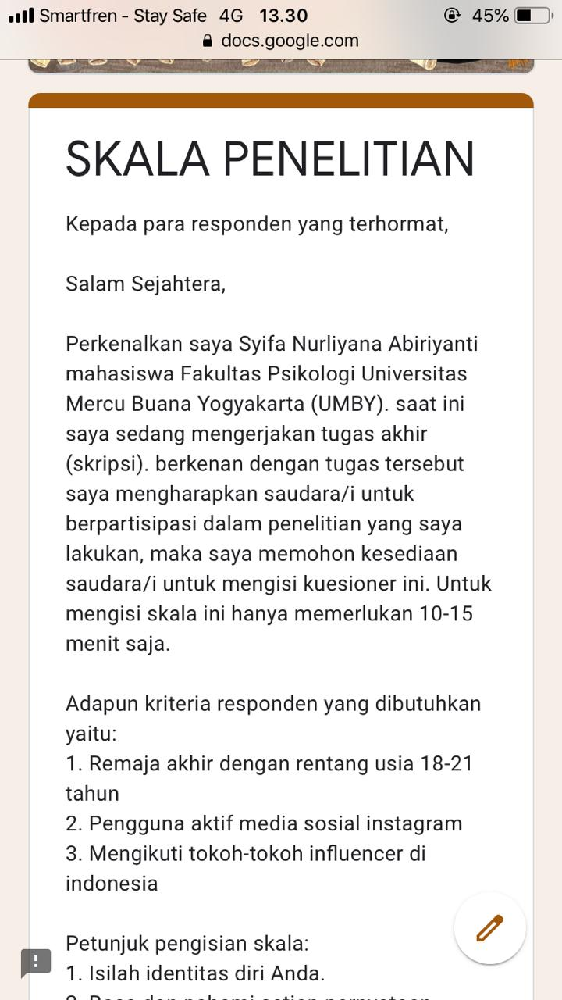 Smartfren - Stay Safe 4G 13.30 45%
docs.google.com
SKALA PENELITIAN
Kepada para responden yang terhormat,
Salam Sejahtera,
Perkenalkan saya Syifa Nurliyana Abiriyanti
mahasiswa Fakultas Psikologi Universitas
Mercu Buana Yogyakarta (UMBY). saat ini
saya sedang mengerjakan tugas akhir
(skripsi). berkenan dengan tugas tersebut
saya mengharapkan saudara/i untuk
berpartisipasi dalam penelitian yang saya
lakukan, maka saya memohon kesediaan
saudara/i untuk mengisi kuesioner ini. Untuk
mengisi skala ini hanya memerlukan 10-15
menit saja.
Adapun kriteria responden yang dibutuhkan
yaitu:
1. Remaja akhir dengan rentang usia 18-21
tahun
2. Pengguna aktif media sosial instagram
3. Mengikuti tokoh-tokoh influencer di
indonesia
Petunjuk pengisian skala:
1. Isilah identitas diri Anda.